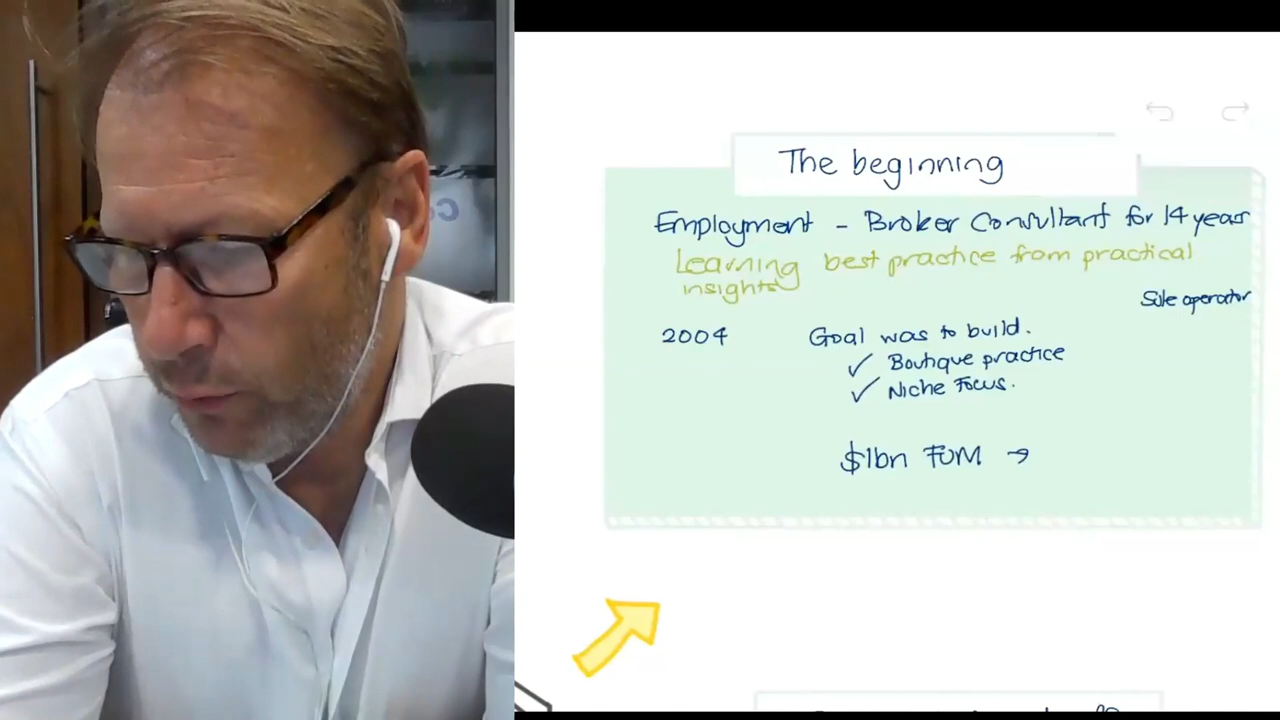 The beginning
Employment - Broker Consultant for 14 years
Learning best practice from practical
insights
Sole operator
2004 Goal was to build.
✓ Boutique practice
✓ Niche Focus.
$1bn FUM →